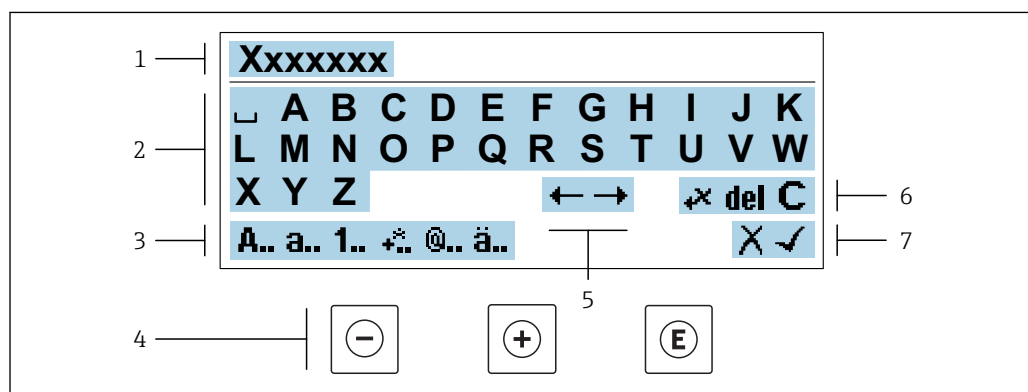 1 Xxxxxxx
2 ␣ A B C D E F G H I J K
L M N O P Q R S T U V W
X Y Z ← → ₊x del C 6
3 A.. a.. 1.. +*.. @.. ä.. X ✓ 7
5
4 − + E